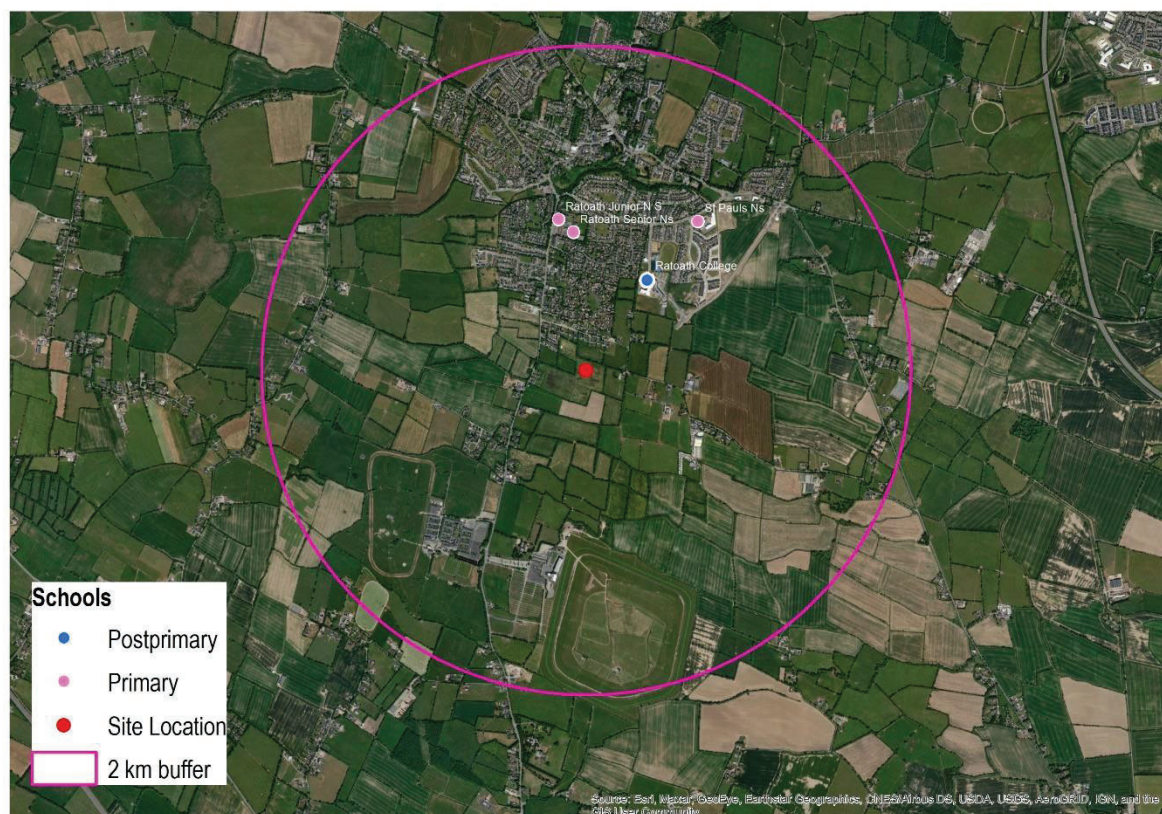 Ratoath Junior N S
Ratoath Senior Ns
St Pauls Ns
Ratoath College
Schools
Postprimary
Primary
Site Location
2 km buffer
Source: Esri, Maxar, GeoEye, Earthstar Geographics, CNES/Airbus DS, USDA, USGS, AeroGRID, IGN, and the
GIS User Community